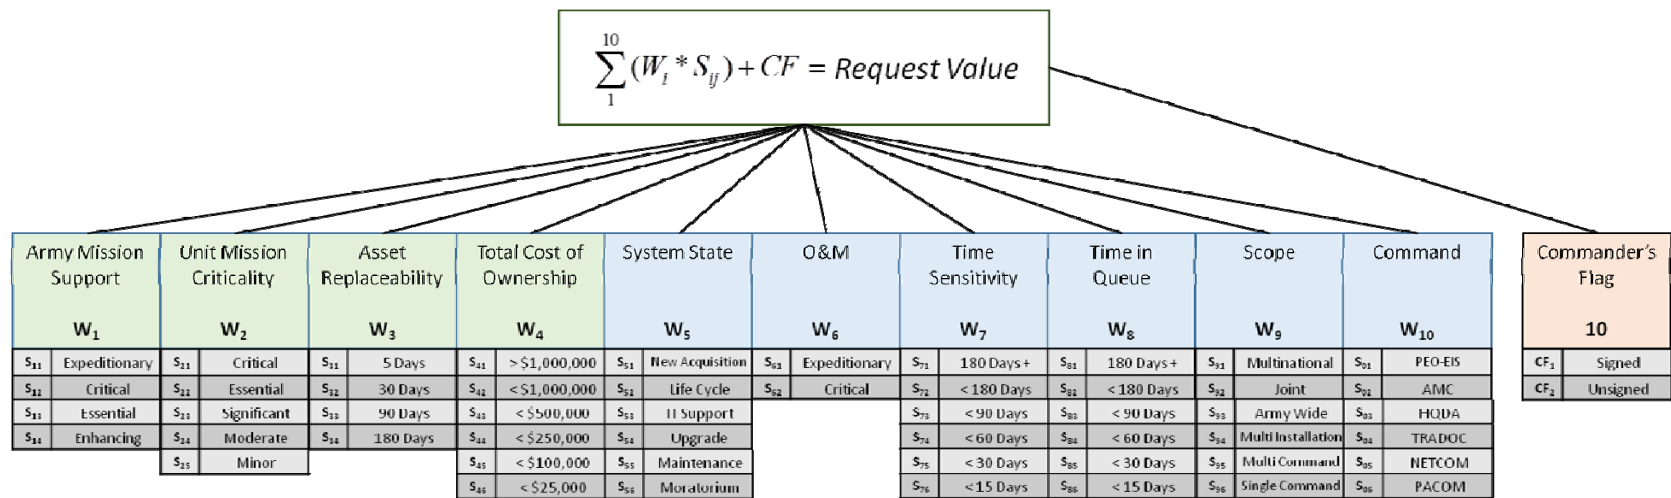 10
∑ (W_i * S_ij) + CF = Request Value
1
Army Mission Support
W₁
S₁₁ Expeditionary
S₁₂ Critical
S₁₃ Essential
S₁₄ Enhancing
Unit Mission Criticality
W₂
S₂₁ Critical
S₂₂ Essential
S₂₃ Significant
S₂₄ Moderate
S₂₅ Minor
Asset Replaceability
W₃
S₃₁ 5 Days
S₃₂ 30 Days
S₃₃ 90 Days
S₃₄ 180 Days
Total Cost of Ownership
W₄
S₄₁ > $1,000,000
S₄₂ < $1,000,000
S₄₃ < $500,000
S₄₄ < $250,000
S₄₅ < $100,000
S₄₆ < $25,000
System State
W₅
S₅₁ New Acquisition
S₅₂ Life Cycle
S₅₃ IT Support
S₅₄ Upgrade
S₅₅ Maintenance
S₅₆ Moratorium
O&M
W₆
S₆₁ Expeditionary
S₆₂ Critical
Time Sensitivity
W₇
S₇₁ 180 Days+
S₇₂ <180 Days
S₇₃ <90 Days
S₇₄ <60 Days
S₇₅ <30 Days
S₇₆ <15 Days
Time in Queue
W₈
S₈₁ 180 Days+
S₈₂ <180 Days
S₈₃ <90 Days
S₈₄ <60 Days
S₈₅ <30 Days
S₈₆ <15 Days
Scope
W₉
S₉₁ Multinational
S₉₂ Joint
S₉₃ Army Wide
S₉₄ Multi Installation
S₉₅ Multi Command
S₉₆ Single Command
Command
W₁₀
S₀₁ PEO-EIS
S₀₂ AMC
S₀₃ HQDA
S₀₄ TRADOC
S₀₅ NETCOM
S₀₆ PACOM
Commander's Flag
10
CF₁ Signed
CF₂ Unsigned